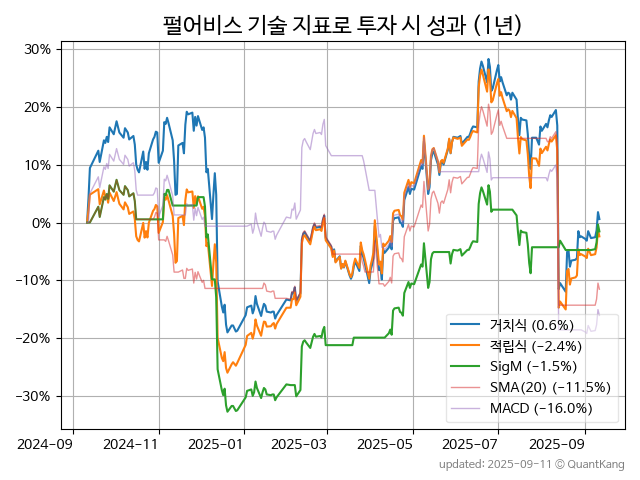 펄어비스 기술 지표로 투자 시 성과 (1년)
30%
20%
10%
0%
−10%
−20%
−30%
거치식 (0.6%)
적립식 (−2.4%)
SigM (−1.5%)
SMA(20) (−11.5%)
MACD (−16.0%)
2024-09 2024-11 2025-01 2025-03 2025-05 2025-07 2025-09
updated: 2025-09-11 © QuantKang